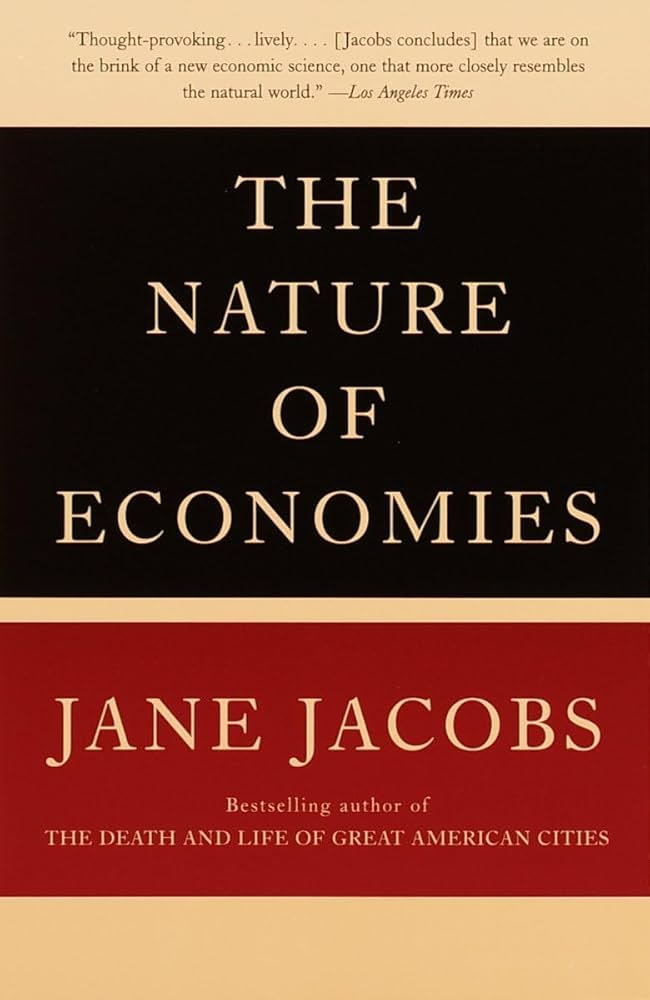 “Thought-provoking . . . lively. . . . [Jacobs concludes] that we are on
the brink of a new economic science, one that more closely resembles
the natural world.” —Los Angeles Times
THE
NATURE
OF
ECONOMIES
JANE JACOBS
Bestselling author of
THE DEATH AND LIFE OF GREAT AMERICAN CITIES